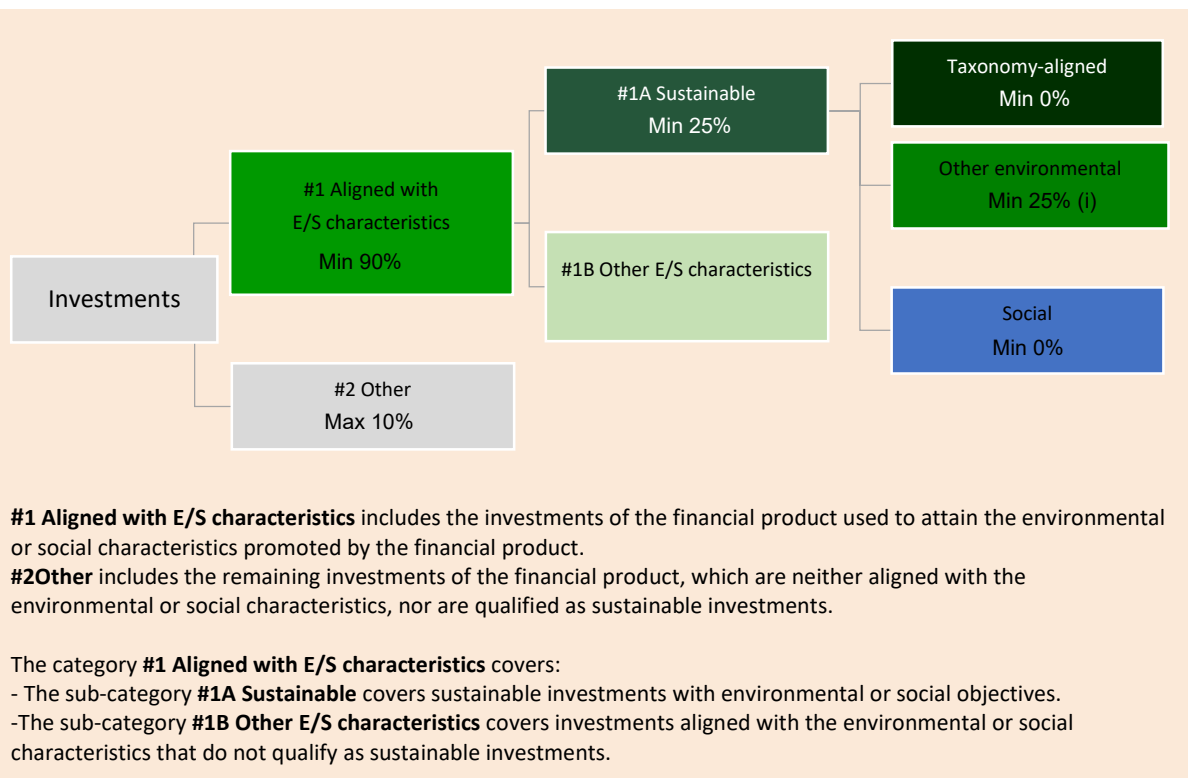 Investments
#1 Aligned with
E/S characteristics
Min 90%
#2 Other
Max 10%
#1A Sustainable
Min 25%
#1B Other E/S characteristics
Taxonomy-aligned
Min 0%
Other environmental
Min 25% (i)
Social
Min 0%
#1 Aligned with E/S characteristics includes the investments of the financial product used to attain the environmental
or social characteristics promoted by the financial product.
#2Other includes the remaining investments of the financial product, which are neither aligned with the
environmental or social characteristics, nor are qualified as sustainable investments.
The category #1 Aligned with E/S characteristics covers:
- The sub-category #1A Sustainable covers sustainable investments with environmental or social objectives.
-The sub-category #1B Other E/S characteristics covers investments aligned with the environmental or social
characteristics that do not qualify as sustainable investments.